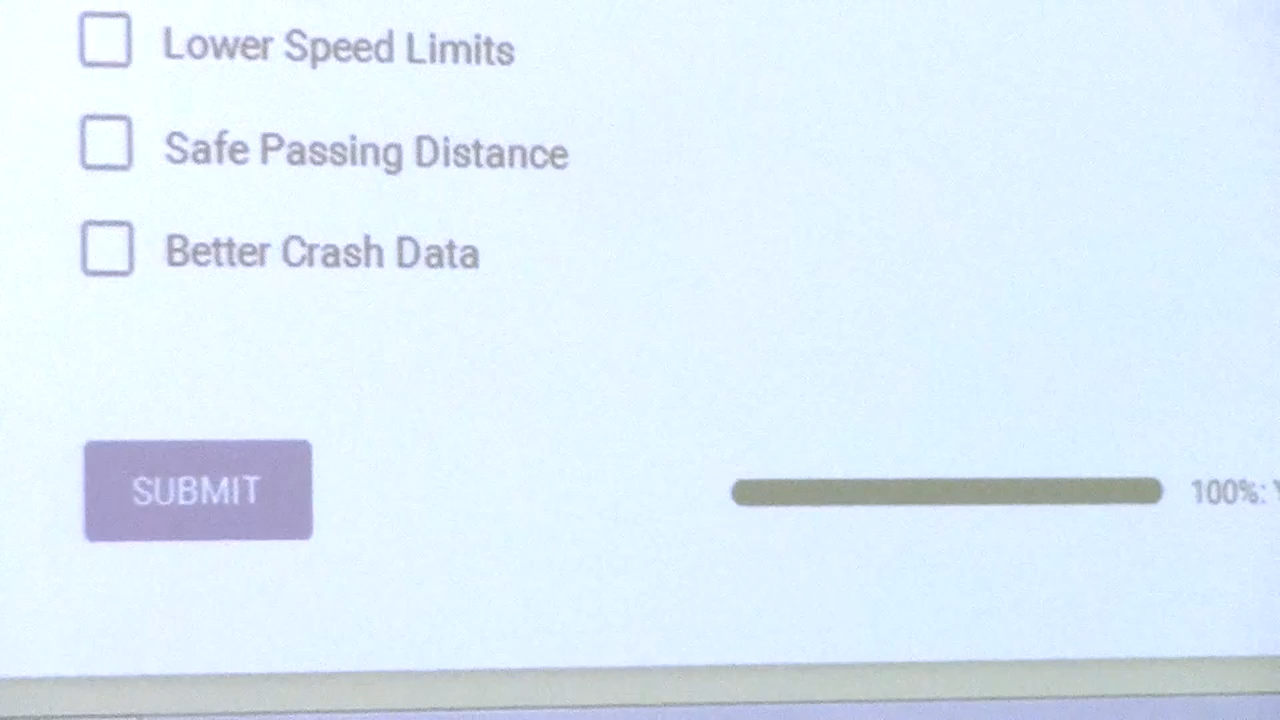 Lower Speed Limits
Safe Passing Distance
Better Crash Data
SUBMIT
100%: